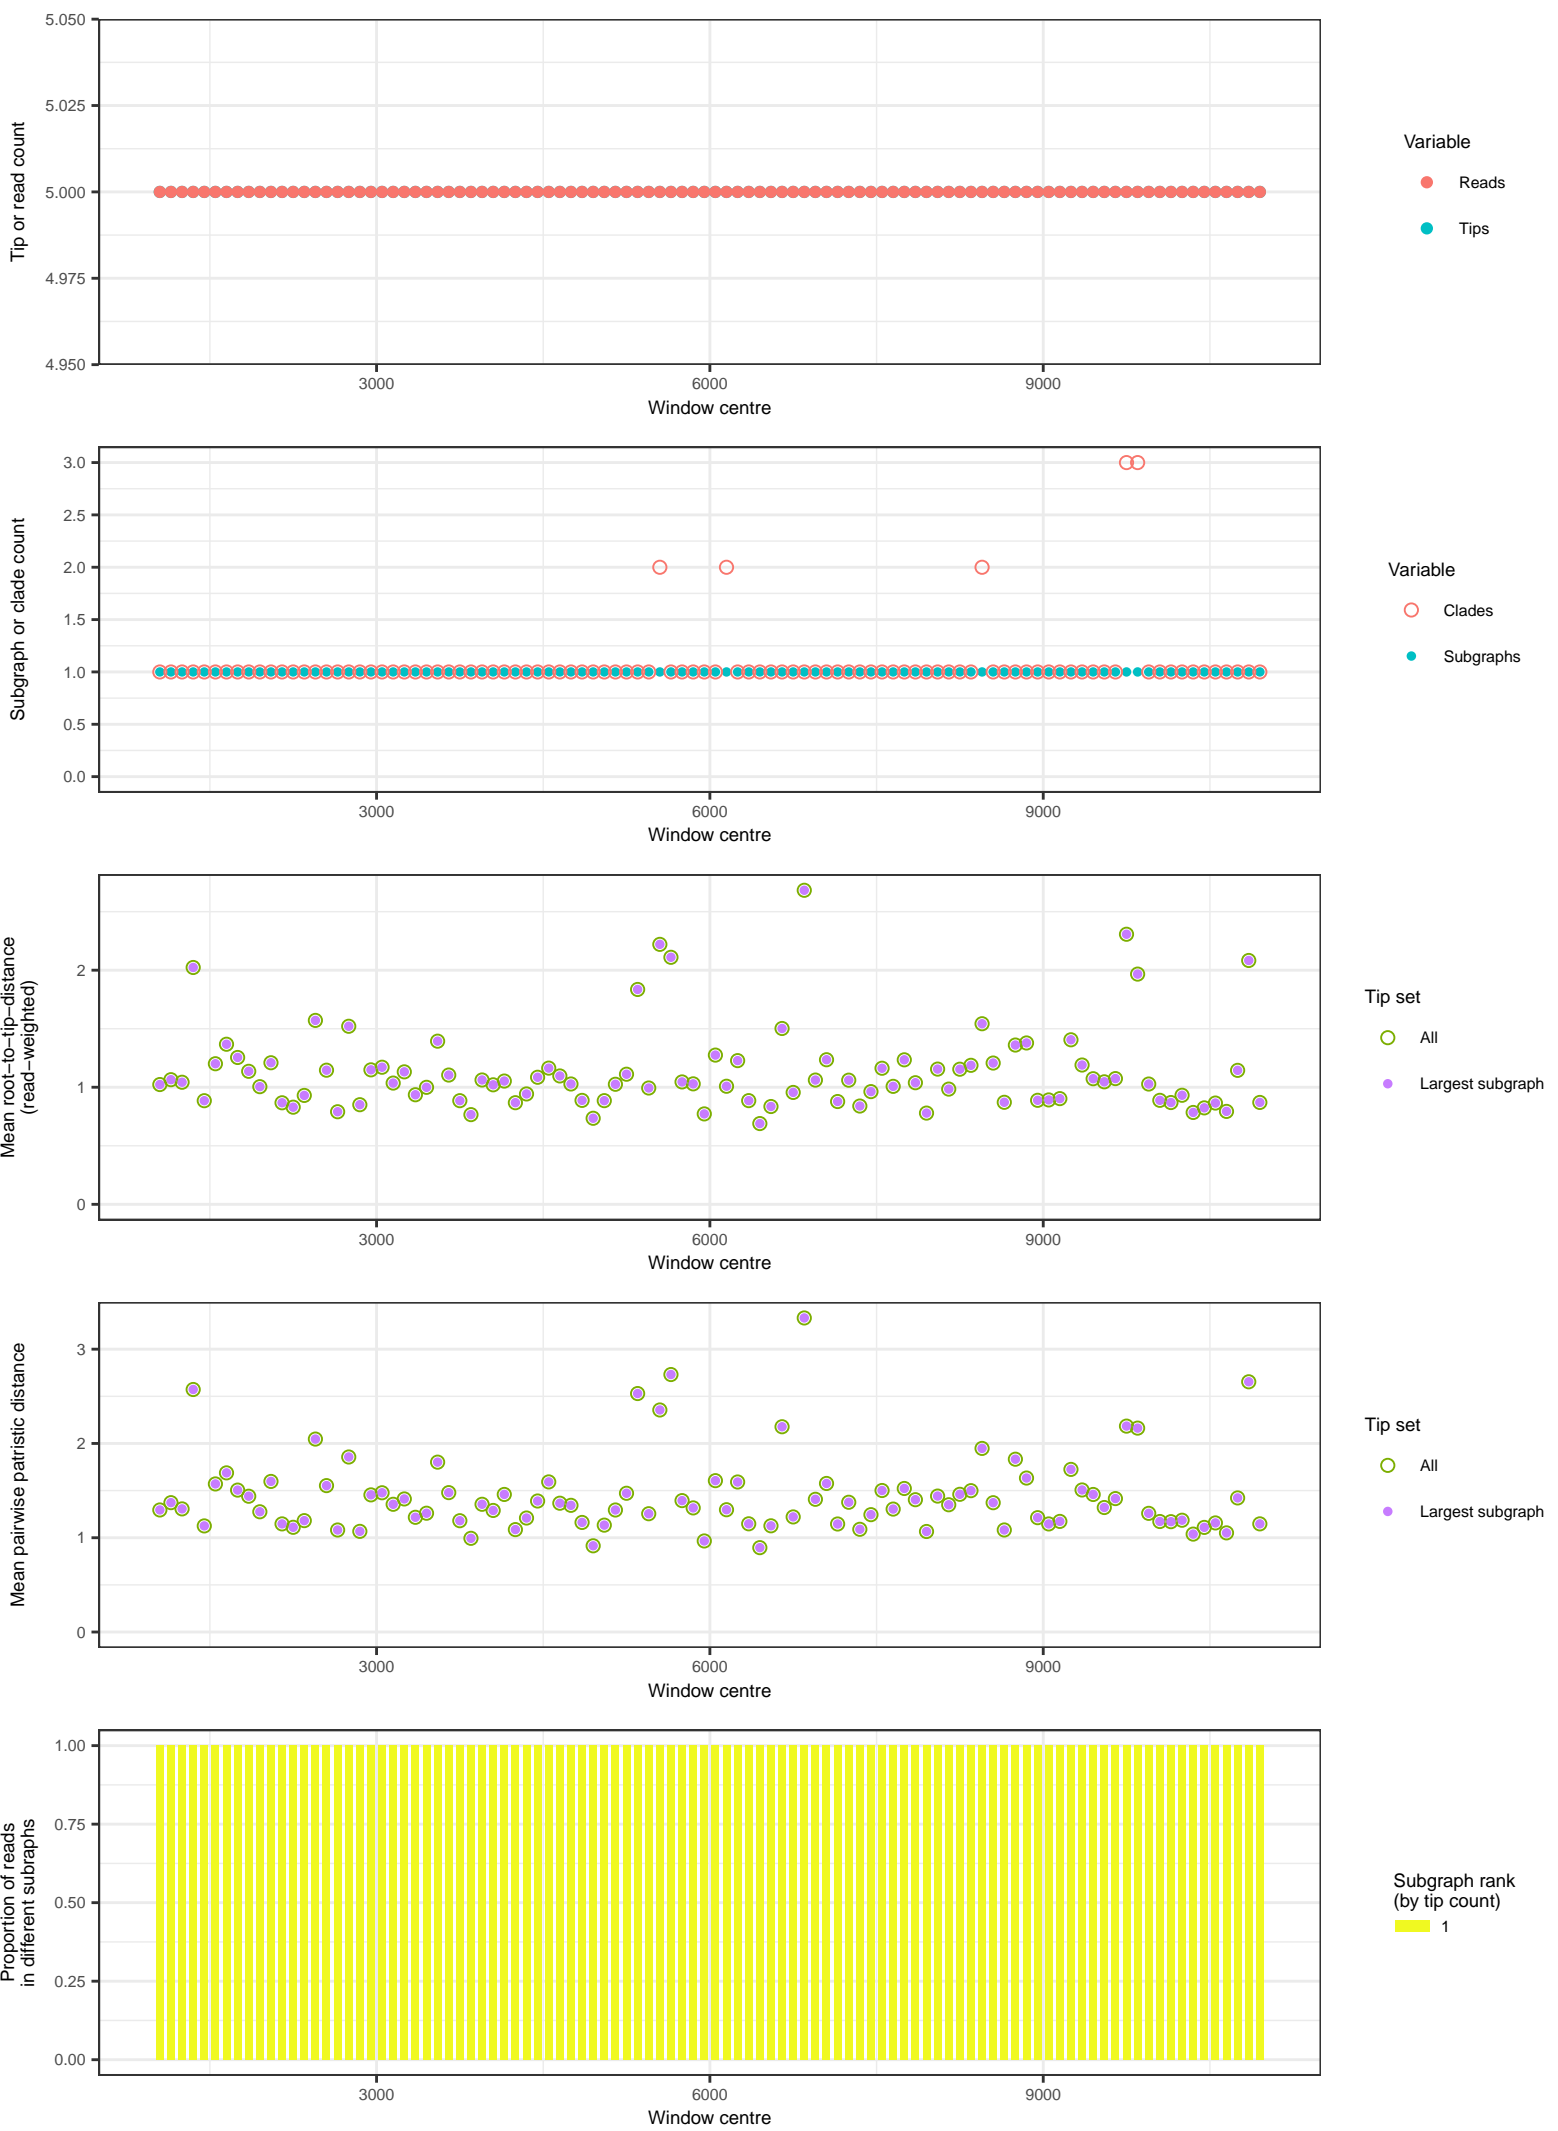 5.050
5.025
5.000
4.975
4.950
Tip or read count
3000
6000
9000
Window centre
Variable
Reads
Tips
3.0
2.5
2.0
1.5
1.0
0.5
0.0
Subgraph or clade count
3000
6000
9000
Window centre
Variable
Clades
Subgraphs
2
1
0
Mean root−to−tip−distance
(read−weighted)
3000
6000
9000
Window centre
Tip set
All
Largest subgraph
3
2
1
0
Mean pairwise patristic distance
3000
6000
9000
Window centre
Tip set
All
Largest subgraph
1.00
0.75
0.50
0.25
0.00
Proportion of reads
in different subraphs
3000
6000
9000
Window centre
Subgraph rank
(by tip count)
1